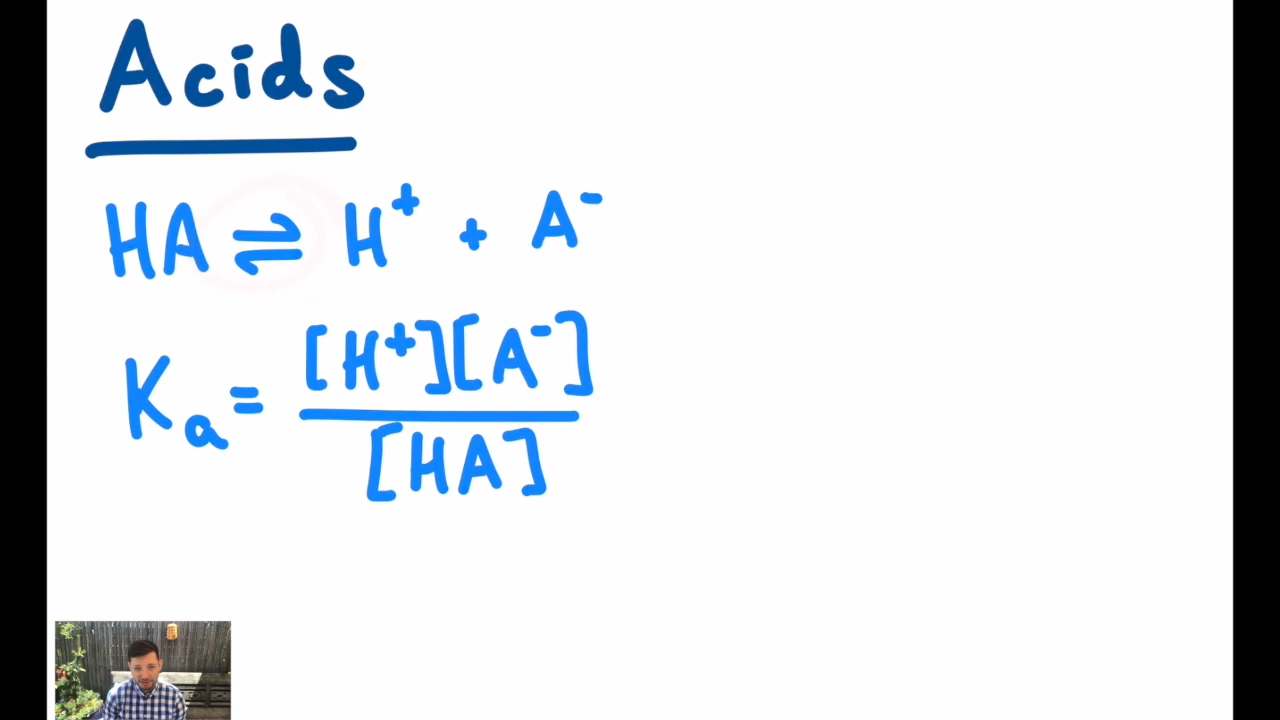 Acids
HA ⇌ H⁺ + A⁻
Kₐ = [H⁺][A⁻] / [HA]